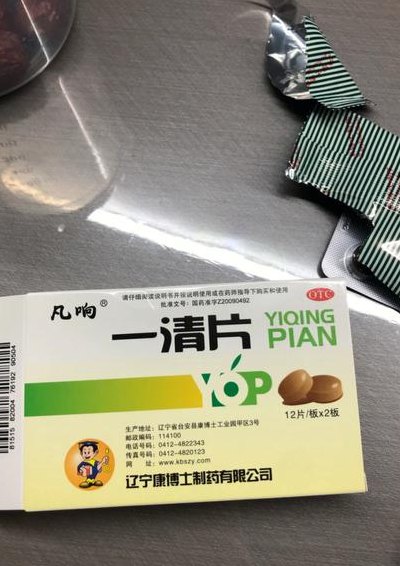 请仔细阅读说明书并按说明使用或在药师指导下购买和使用
批准文号：国药准字Z20090492
OTC
凡响®
一清片
YIQING
PIAN
YOP
12片/板x2板
生产地址：辽宁省台安县康博士工业园甲区3号
邮政编码：114100
电话号码：0412-4822343
传真号码：0412-4820123
网    址：www.kbszy.com
辽宁康博士制药有限公司